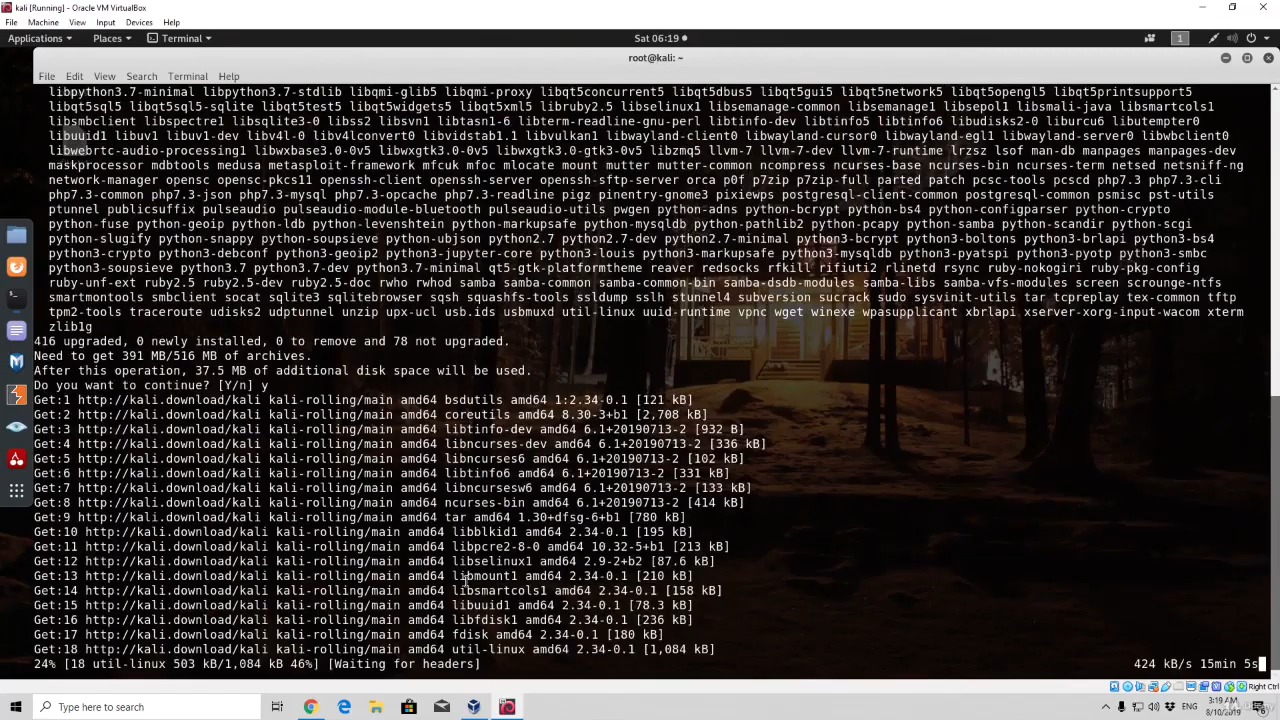 kali [Running] - Oracle VM VirtualBox
File Machine View Input Devices Help
Applications Places Terminal Sat 06:19 1
root@kali: ~
File Edit View Search Terminal Help
libpython3.7-minimal libpython3.7-stdlib libqmi-glib5 libqmi-proxy libqt5concurrent5 libqt5dbus5 libqt5gui5 libqt5network5 libqt5opengl5 libqt5printsupport5
libqt5sql5 libqt5sql5-sqlite libqt5test5 libqt5widgets5 libqt5xml5 libruby2.5 libselinux1 libsemanage-common libsemanage1 libsepol1 libsmali-java libsmartcols1
libsmbclient libspectre1 libsqlite3-0 libss2 libsvn1 libtasn1-6 libterm-readline-gnu-perl libtinfo-dev libtinfo5 libtinfo6 libudisks2-0 liburcu6 libutempter0
libuuid1 libuv1 libuv1-dev libv4l-0 libv4lconvert0 libvidstab1.1 libvulkan1 libwayland-client0 libwayland-cursor0 libwayland-egl1 libwayland-server0 libwbclient0
libwebrtc-audio-processing1 libwxbase3.0-0v5 libwxgtk3.0-0v5 libwxgtk3.0-gtk3-0v5 libzmq5 llvm-7 llvm-7-dev llvm-7-runtime lrzsz lsof man-db manpages manpages-dev
maskprocessor mdbtools medusa metasploit-framework mfcuk mfoc mlocate mount mutter mutter-common ncompress ncurses-base ncurses-bin ncurses-term netsed netsniff-ng
network-manager opensc opensc-pkcs11 openssh-client openssh-server openssh-sftp-server orca p0f p7zip p7zip-full parted patch pcsc-tools pcscd php7.3 php7.3-cli
php7.3-common php7.3-json php7.3-mysql php7.3-opcache php7.3-readline pigz pinentry-gnome3 pixiewps postgresql-client-common postgresql-common psmisc pst-utils
ptunnel publicsuffix pulseaudio pulseaudio-module-bluetooth pulseaudio-utils pwgen python-adns python-bcrypt python-bs4 python-configparser python-crypto
python-fuse python-geoip python-ldb python-levenshtein python-markupsafe python-mysqldb python-pathlib2 python-pcapy python-samba python-scandir python-scgi
python-slugify python-snappy python-soupsieve python-ubjson python2.7 python2.7-dev python2.7-minimal python3-bcrypt python3-boltons python3-brlapi python3-bs4
python3-crypto python3-debconf python3-geoip2 python3-jupyter-core python3-louis python3-markupsafe python3-mysqldb python3-pyatspi python3-pyotp python3-smbc
python3-soupsieve python3.7 python3.7-dev python3.7-minimal qt5-gtk-platformtheme reaver redsocks rfkill rifiuti2 rlinetd rsync ruby-nokogiri ruby-pkg-config
ruby-unf-ext ruby2.5 ruby2.5-dev ruby2.5-doc rwho rwhod samba samba-common samba-common-bin samba-dsdb-modules samba-libs samba-vfs-modules screen scrounge-ntfs
smartmontools smbclient socat sqlite3 sqlitebrowser sqsh squashfs-tools ssldump sslh stunnel4 subversion sucrack sudo sysvinit-utils tar tcpreplay tex-common tftp
tpm2-tools traceroute udisks2 udptunnel unzip upx-ucl usb.ids usbmuxd util-linux uuid-runtime vpnc wget winexe wpasupplicant xbrlapi xserver-xorg-input-wacom xterm
zlib1g
416 upgraded, 0 newly installed, 0 to remove and 78 not upgraded.
Need to get 391 MB/516 MB of archives.
After this operation, 37.5 MB of additional disk space will be used.
Do you want to continue? [Y/n] y
Get:1 http://kali.download/kali kali-rolling/main amd64 bsdutils amd64 1:2.34-0.1 [121 kB]
Get:2 http://kali.download/kali kali-rolling/main amd64 coreutils amd64 8.30-3+b1 [2,708 kB]
Get:3 http://kali.download/kali kali-rolling/main amd64 libtinfo-dev amd64 6.1+20190713-2 [932 B]
Get:4 http://kali.download/kali kali-rolling/main amd64 libncurses-dev amd64 6.1+20190713-2 [336 kB]
Get:5 http://kali.download/kali kali-rolling/main amd64 libncurses6 amd64 6.1+20190713-2 [102 kB]
Get:6 http://kali.download/kali kali-rolling/main amd64 libtinfo6 amd64 6.1+20190713-2 [331 kB]
Get:7 http://kali.download/kali kali-rolling/main amd64 libncursesw6 amd64 6.1+20190713-2 [133 kB]
Get:8 http://kali.download/kali kali-rolling/main amd64 ncurses-bin amd64 6.1+20190713-2 [414 kB]
Get:9 http://kali.download/kali kali-rolling/main amd64 tar amd64 1.30+dfsg-6+b1 [780 kB]
Get:10 http://kali.download/kali kali-rolling/main amd64 libblkid1 amd64 2.34-0.1 [195 kB]
Get:11 http://kali.download/kali kali-rolling/main amd64 libpcre2-8-0 amd64 10.32-5+b1 [213 kB]
Get:12 http://kali.download/kali kali-rolling/main amd64 libselinux1 amd64 2.9-2+b2 [87.6 kB]
Get:13 http://kali.download/kali kali-rolling/main amd64 libmount1 amd64 2.34-0.1 [210 kB]
Get:14 http://kali.download/kali kali-rolling/main amd64 libsmartcols1 amd64 2.34-0.1 [158 kB]
Get:15 http://kali.download/kali kali-rolling/main amd64 libuuid1 amd64 2.34-0.1 [78.3 kB]
Get:16 http://kali.download/kali kali-rolling/main amd64 libfdisk1 amd64 2.34-0.1 [236 kB]
Get:17 http://kali.download/kali kali-rolling/main amd64 fdisk amd64 2.34-0.1 [180 kB]
Get:18 http://kali.download/kali kali-rolling/main amd64 util-linux amd64 2.34-0.1 [1,084 kB]
24% [18 util-linux 503 kB/1,084 kB 46%] [Waiting for headers] 424 kB/s 15min 5s
Right Ctrl
Type here to search
ENG
3:19 AM
8/10/2019